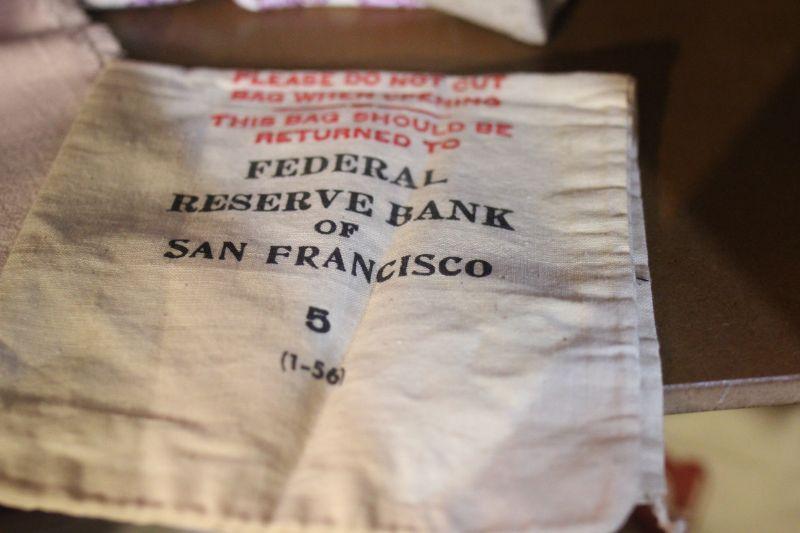 PLEASE DO NOT CUT
BAG WHEN OPENING
THIS BAG SHOULD BE
RETURNED TO
FEDERAL
RESERVE BANK
OF
SAN FRANCISCO
5
(1-56)